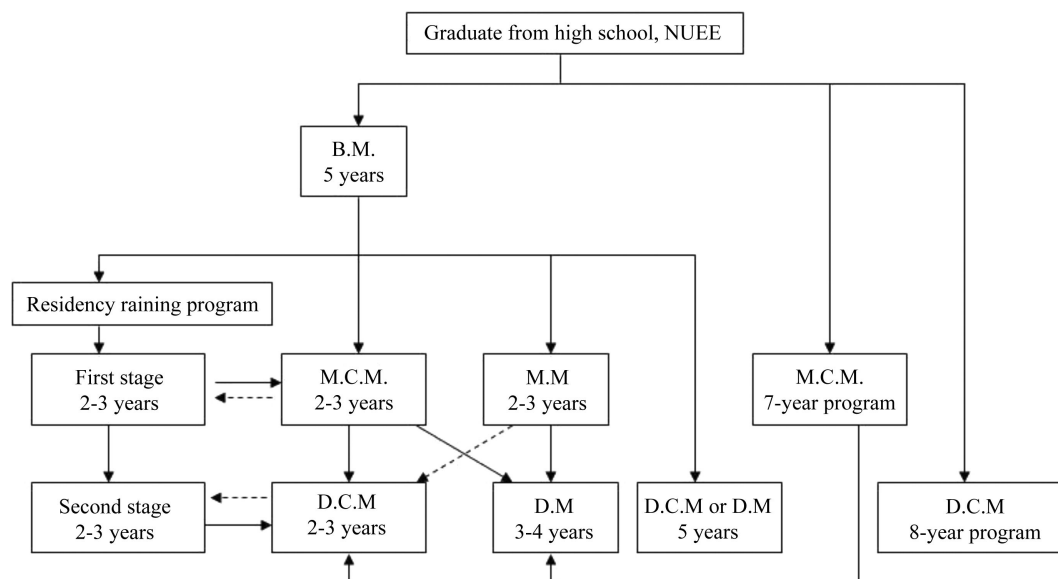 Graduate from high school, NUEE
B.M.
5 years
Residency raining program
First stage
2-3 years
M.C.M.
2-3 years
M.M
2-3 years
M.C.M.
7-year program
Second stage
2-3 years
D.C.M
2-3 years
D.M
3-4 years
D.C.M or D.M
5 years
D.C.M
8-year program